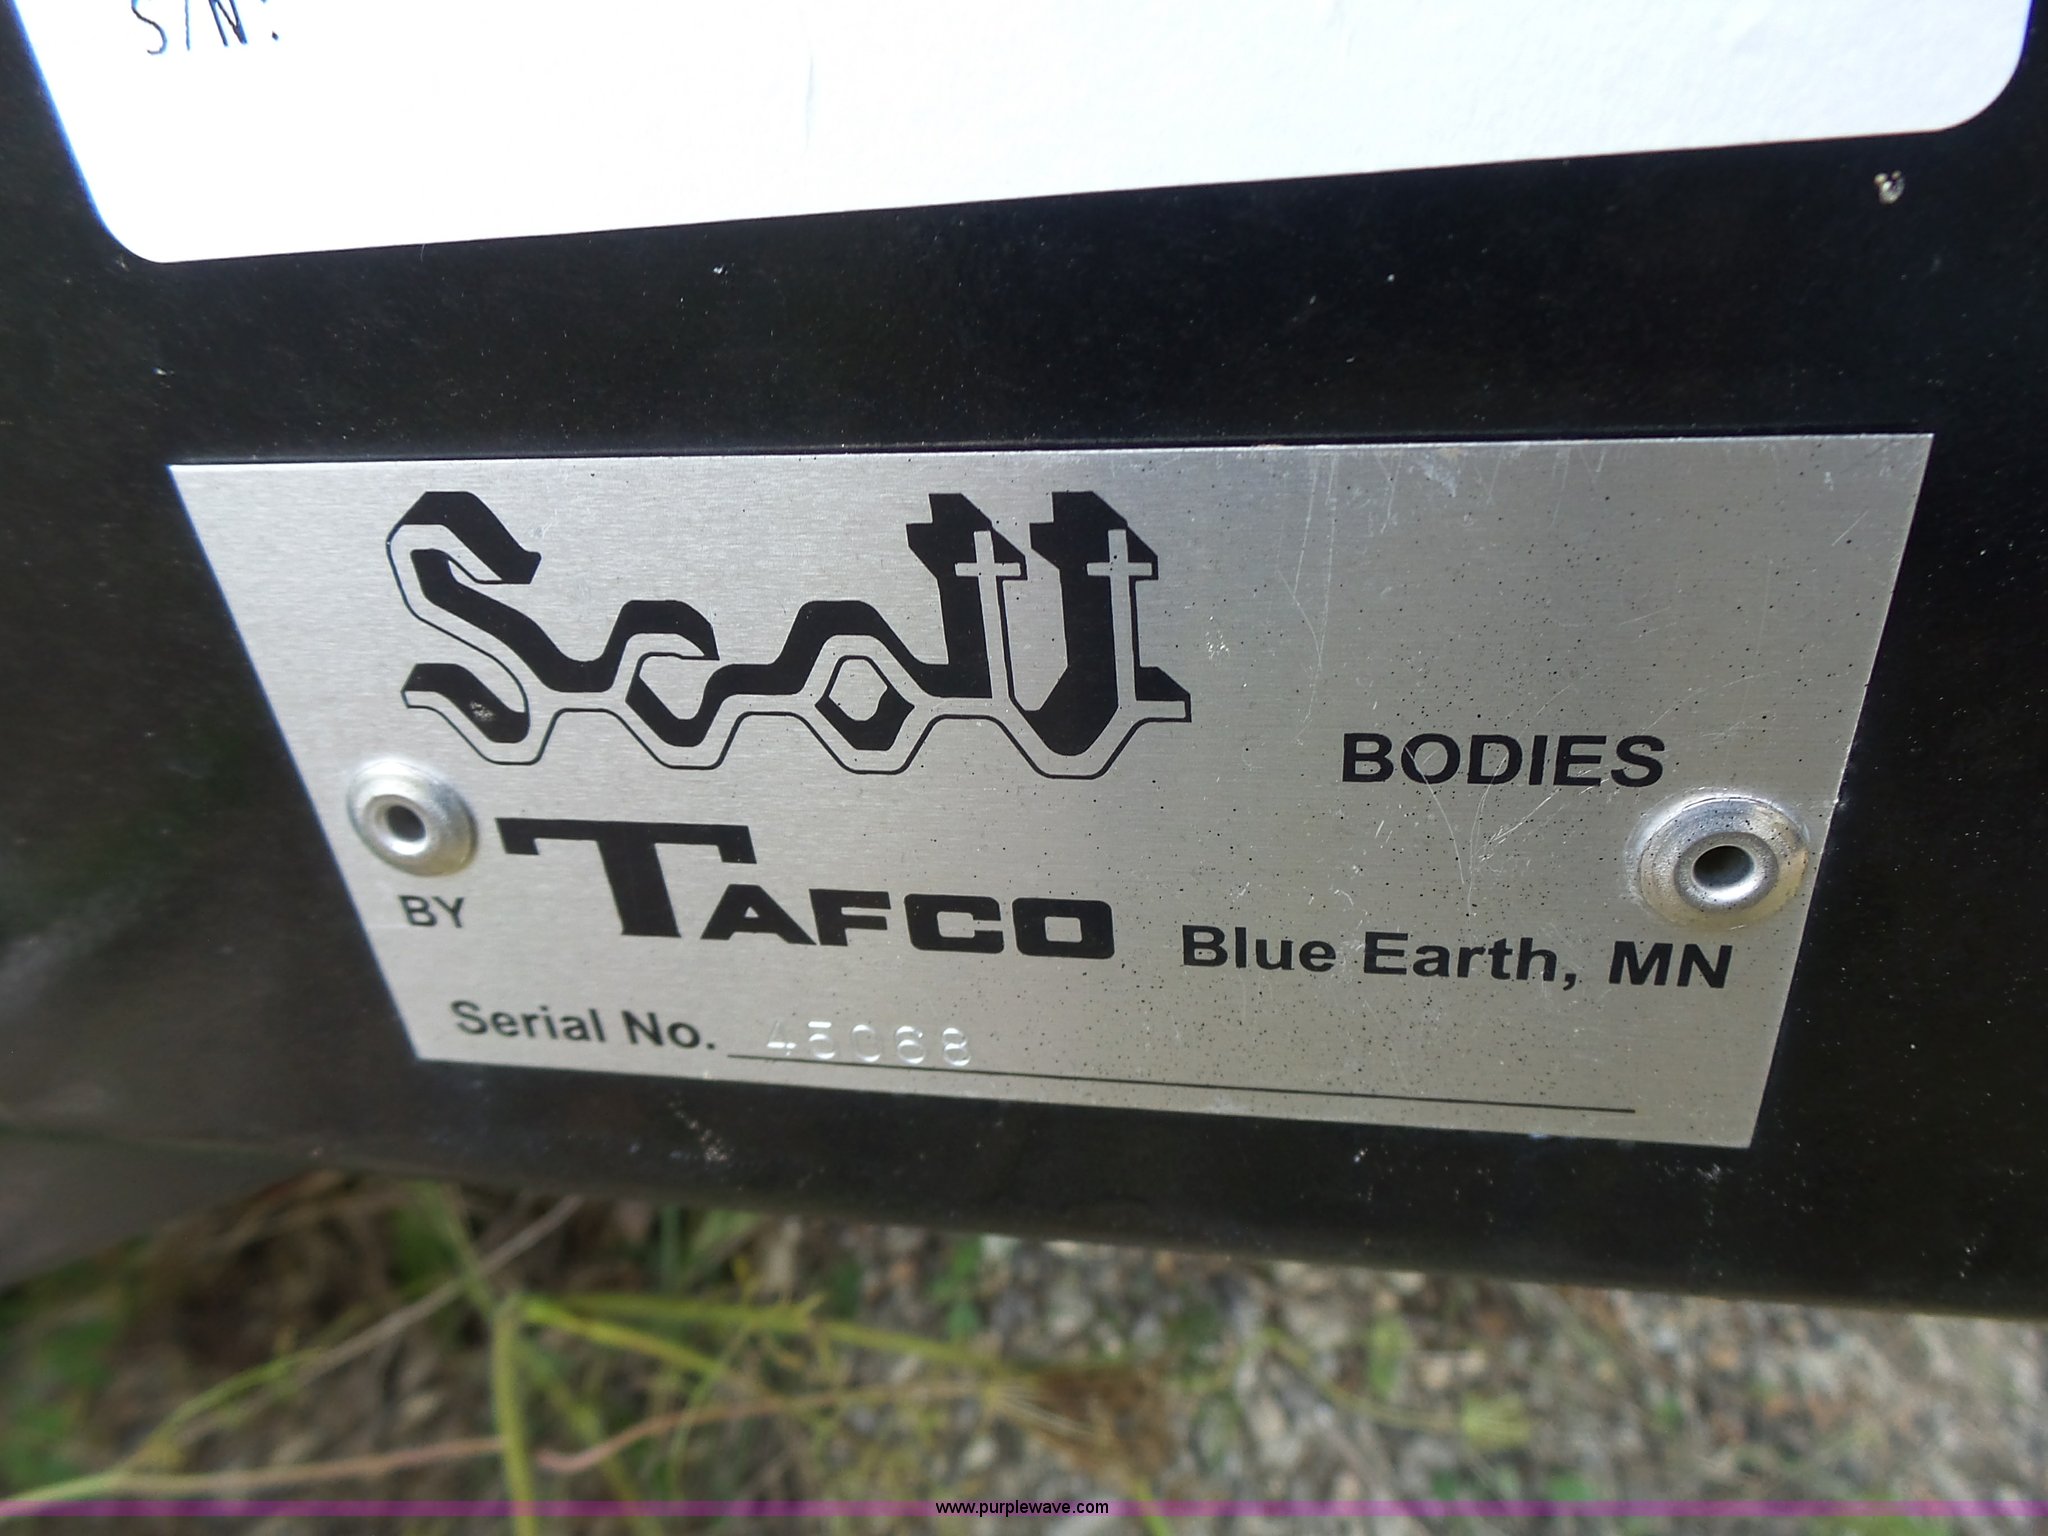 S/N:
Scott
BODIES
BY TAFCO Blue Earth, MN
Serial No. 45068
www.purplewave.com